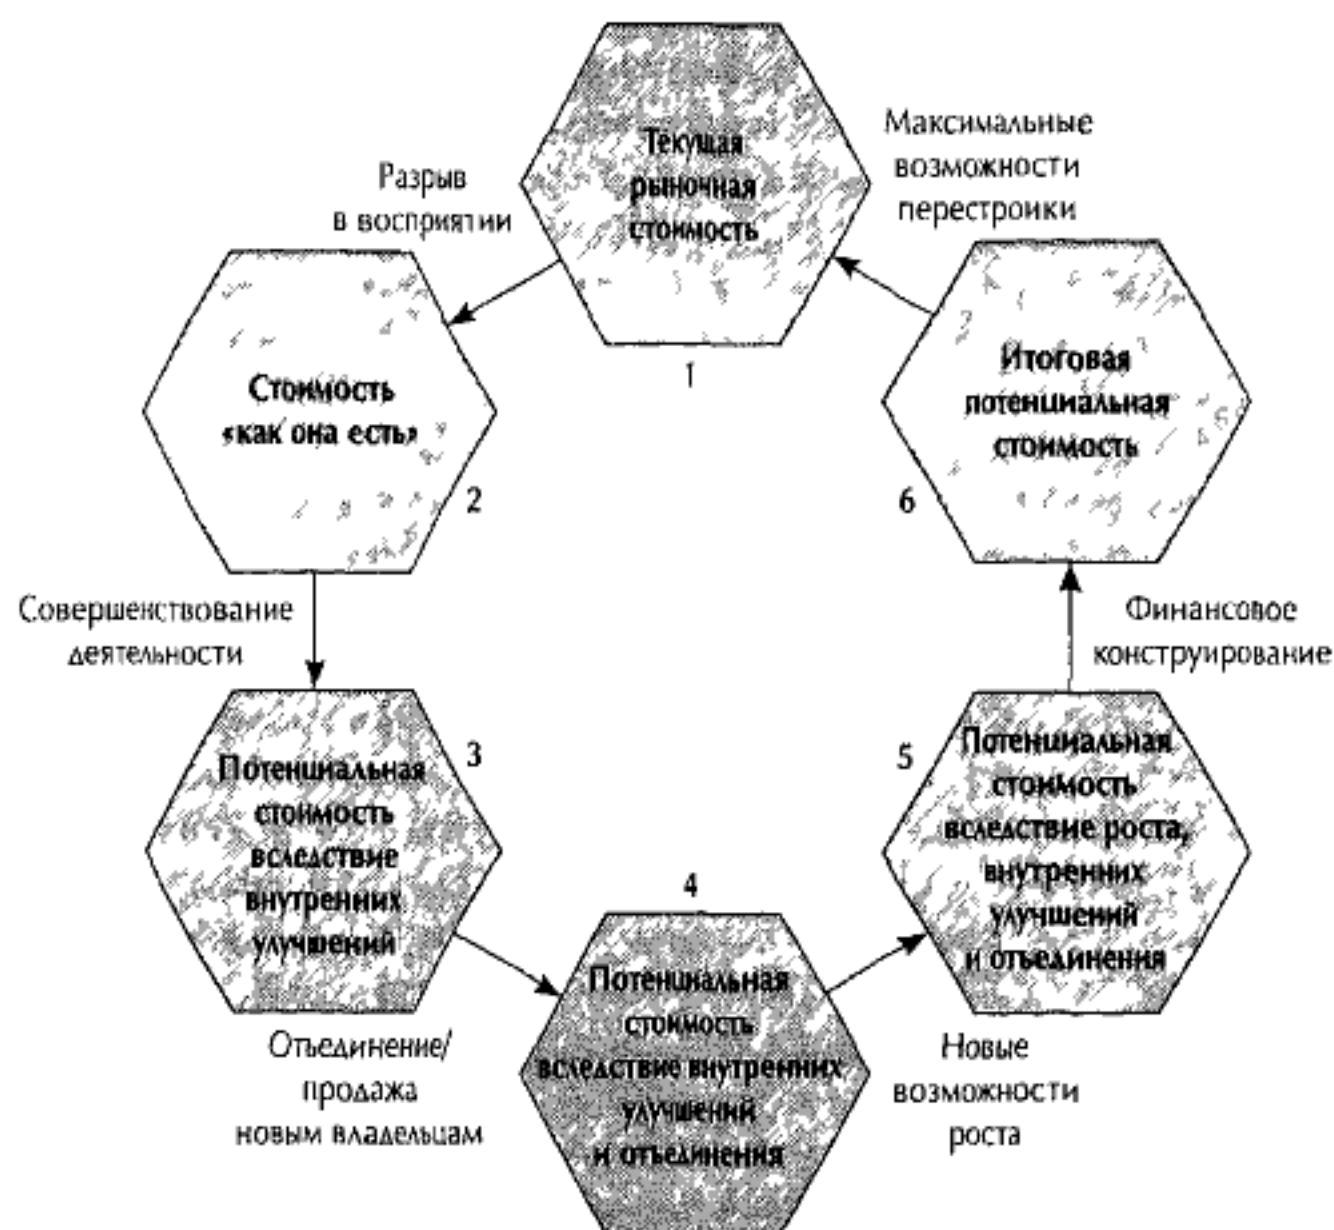 Текущая
рыночная
стоимость
1
Разрыв
в восприятии
Стоимость
«как она есть»
2
Совершенствование
деятельности
3
Потенциальная
стоимость
вследствие
внутренних
улучшений
Отъединение/
продажа
новым владельцам
4
Потенциальная
стоимость
вследствие внутренних
улучшений
и отъединения
Новые
возможности
роста
5
Потенциальная
стоимость
вследствие роста,
внутренних
улучшений
и отъединения
Финансовое
конструирование
6
Итоговая
потенциальная
стоимость
Максимальные
возможности
перестройки